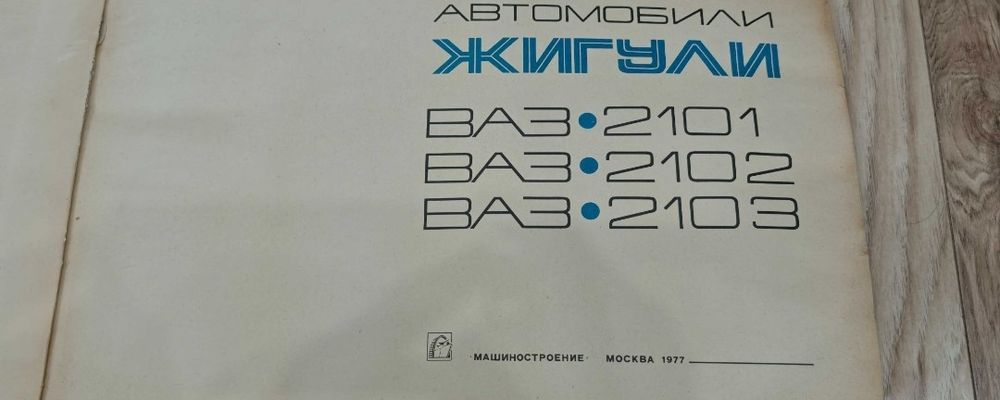 АВТОМОБИЛИ
ЖИГУЛИ
ВАЗ•2101
ВАЗ•2102
ВАЗ•2103
·МАШИНОСТРОЕНИЕ· МОСКВА 1977